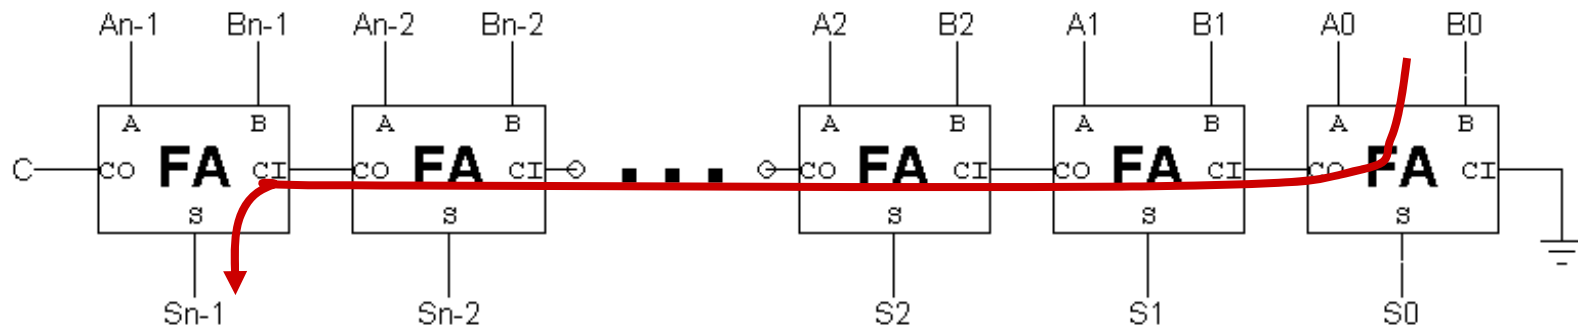 An-1 Bn-1 An-2 Bn-2 A2 B2 A1 B1 A0 B0
A B A B A B A B A B
C CO FA CI CO FA CI ... CO FA CI CO FA CI CO FA CI
S S S S S
Sn-1 Sn-2 S2 S1 S0